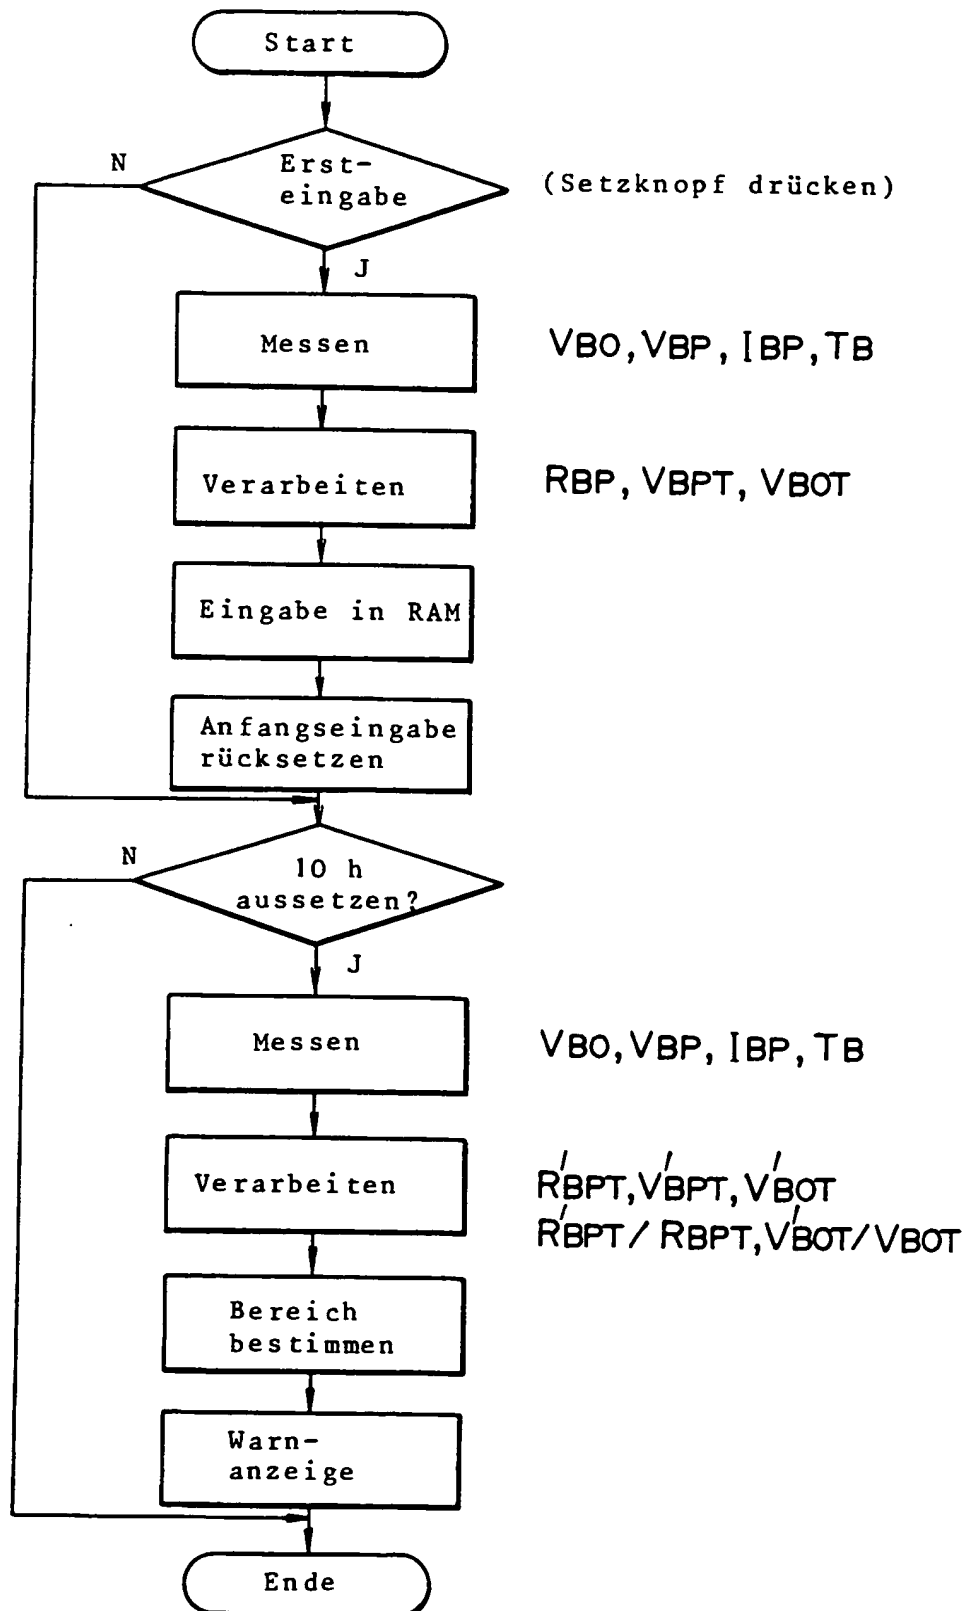 Start
N
Erst-
eingabe
(Setzknopf drücken)
J
Messen
VBO, VBP, IBP, TB
Verarbeiten
RBP, VBPT, VBOT
Eingabe in RAM
Anfangseingabe
rücksetzen
N
10 h
aussetzen?
J
Messen
VBO, VBP, IBP, TB
Verarbeiten
R'BPT, V'BPT, V'BOT
R'BPT / RBPT, V'BOT / VBOT
Bereich
bestimmen
Warn-
anzeige
Ende